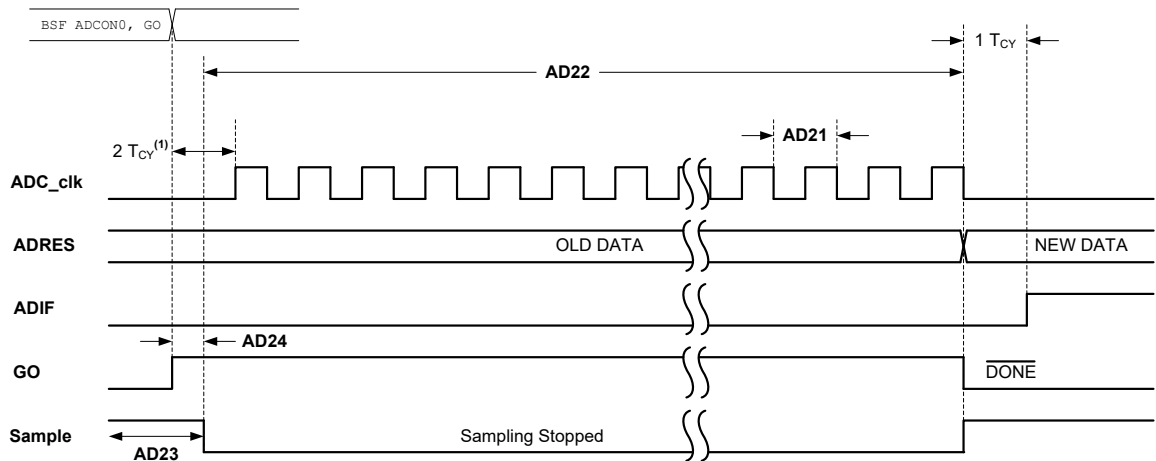 BSF ADCON0, GO
1 TCY
AD22
AD21
2 TCY(1)
ADC_clk
ADRES
OLD DATA
NEW DATA
ADIF
AD24
GO
DONE
Sample
Sampling Stopped
AD23